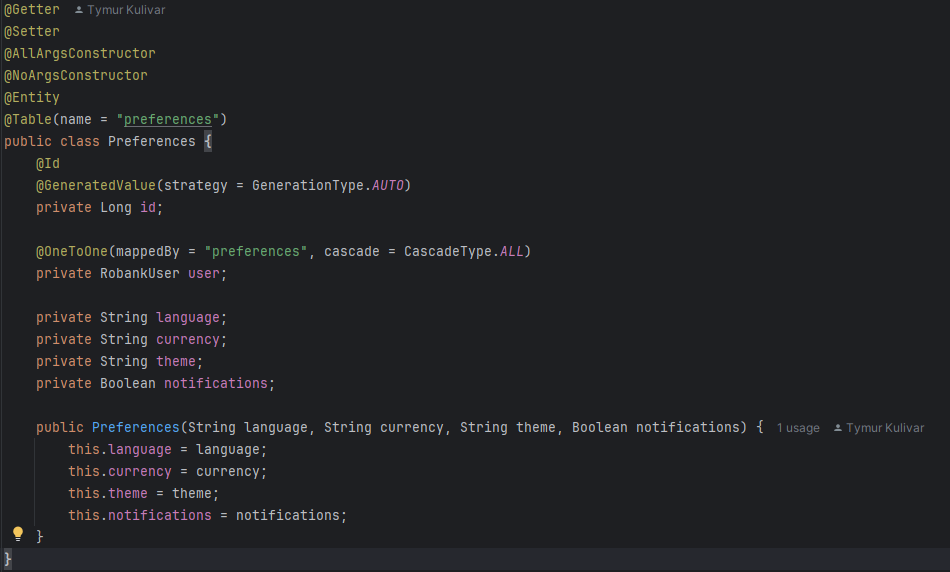 @Getter Tymur Kulivar
@Setter
@AllArgsConstructor
@NoArgsConstructor
@Entity
@Table(name = "preferences")
public class Preferences {
    @Id
    @GeneratedValue(strategy = GenerationType.AUTO)
    private Long id;

    @OneToOne(mappedBy = "preferences", cascade = CascadeType.ALL)
    private RobankUser user;

    private String language;
    private String currency;
    private String theme;
    private Boolean notifications;

    public Preferences(String language, String currency, String theme, Boolean notifications) { 1 usage Tymur Kulivar
        this.language = language;
        this.currency = currency;
        this.theme = theme;
        this.notifications = notifications;
    }
}